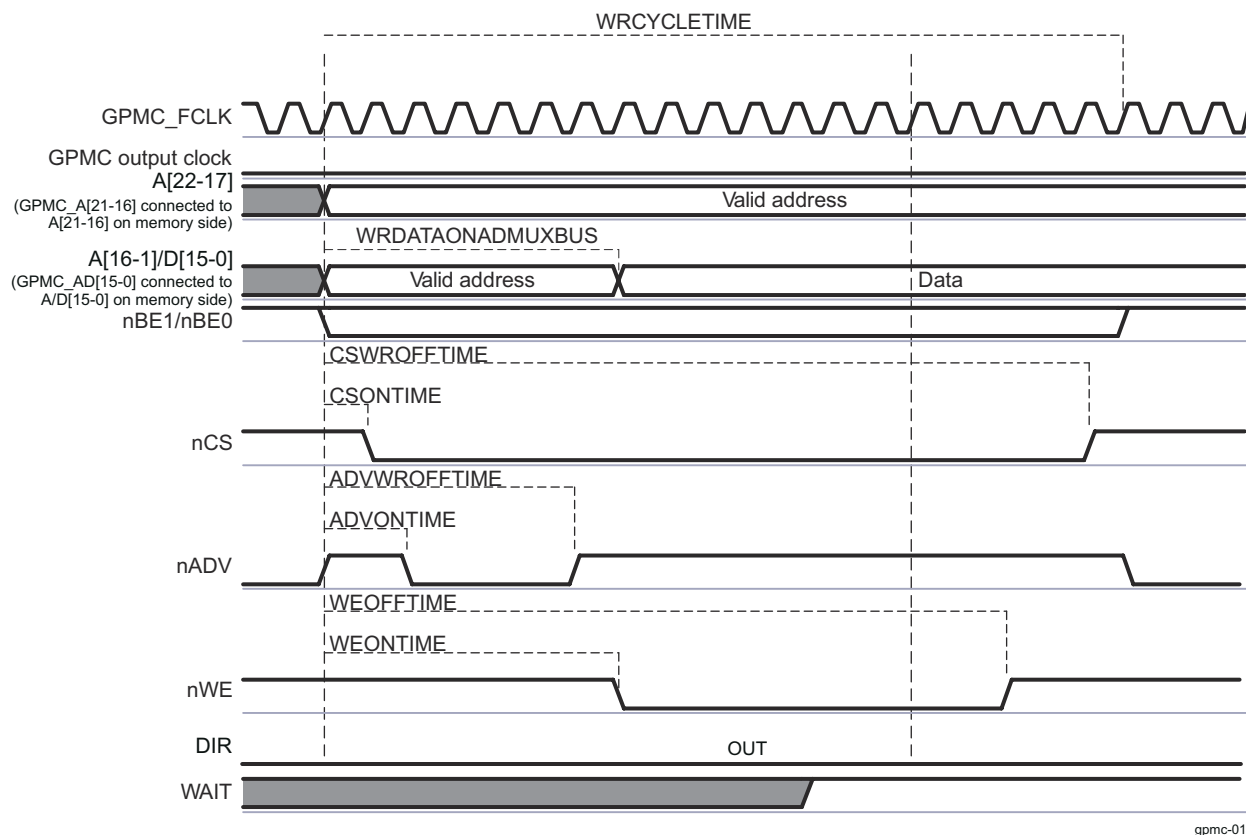 WRCYCLETIME
GPMC_FCLK
GPMC output clock
A[22-17]
(GPMC_A[21-16] connected to
A[21-16] on memory side)
Valid address
WRDATAONADMUXBUS
A[16-1]/D[15-0]
(GPMC_AD[15-0] connected to
A/D[15-0] on memory side)
Valid address
Data
nBE1/nBE0
CSWROFFTIME
CSONTIME
nCS
ADVWROFFTIME
ADVONTIME
nADV
WEOFFTIME
WEONTIME
nWE
DIR
OUT
WAIT